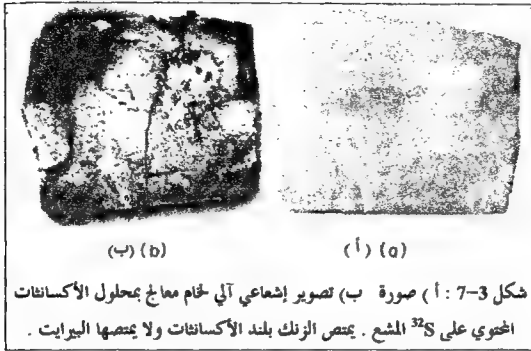 (ب) (b) (أ) (a)
شكل 3-7 : أ ) صورة ب) تصوير إشعاعي آلي لخام معالج بمحلول الأكسانثات
المحتوي على ³²S المشع . يمتص الزنك بلند الأكسانثات ولا يمتصها البيرايت .